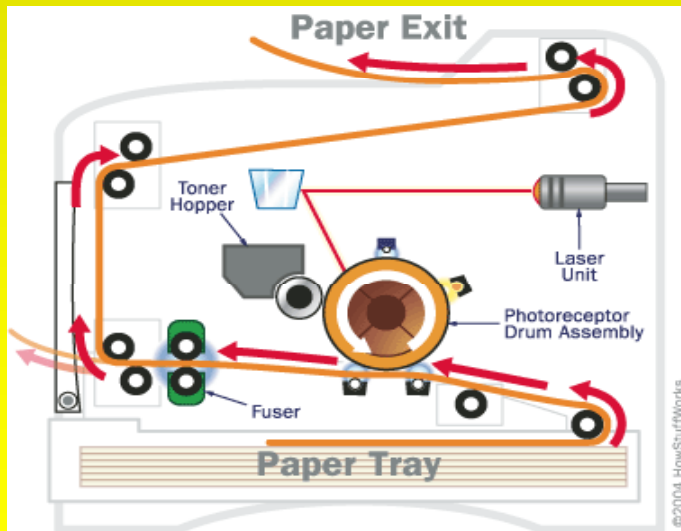 Paper Exit
Toner
Hopper
Laser
Unit
Photoreceptor
Drum Assembly
Fuser
Paper Tray
©2004 HowStuffWorks